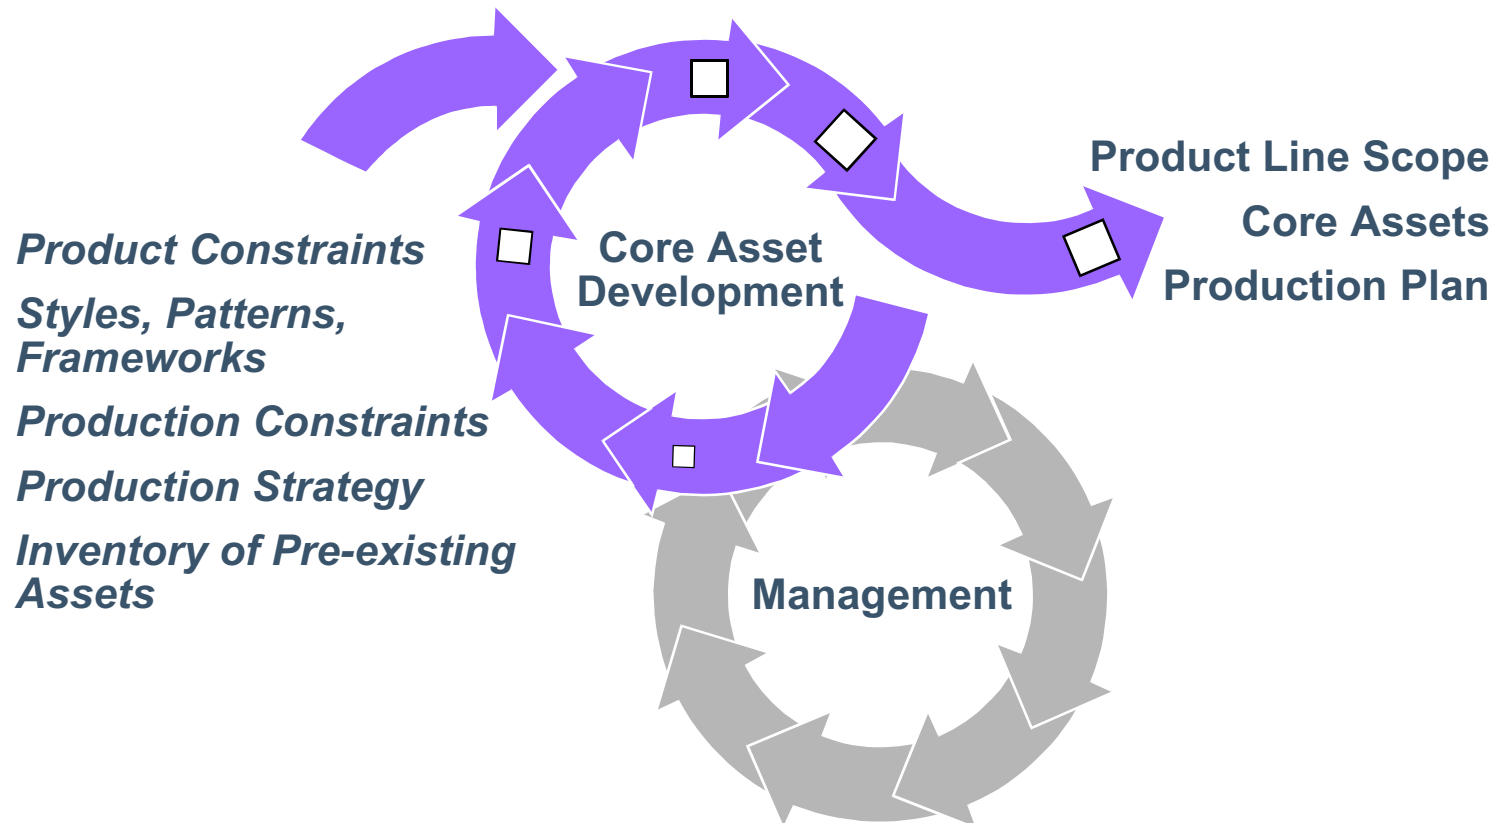 Product Constraints
Styles, Patterns,
Frameworks
Production Constraints
Production Strategy
Inventory of Pre-existing
Assets
Core Asset
Development
Management
Product Line Scope
Core Assets
Production Plan